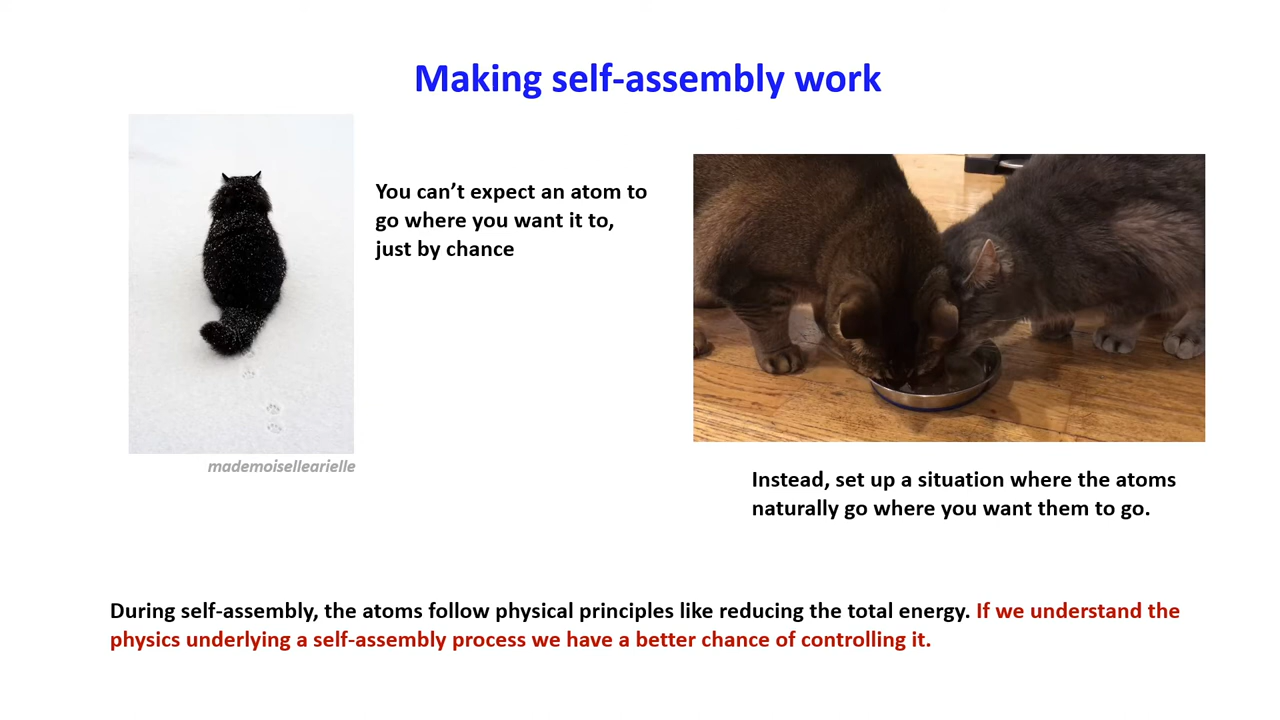 Making self-assembly work
You can’t expect an atom to
go where you want it to,
just by chance
mademoisellearielle
Instead, set up a situation where the atoms
naturally go where you want them to go.
During self-assembly, the atoms follow physical principles like reducing the total energy. If we understand the
physics underlying a self-assembly process we have a better chance of controlling it.